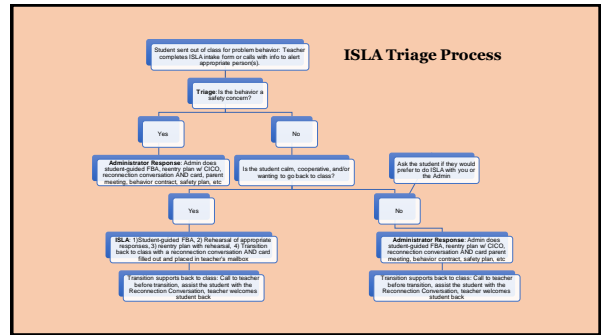 Student sent out of class for problem behavior: Teacher
completes ISLA intake form or calls with info to alert
appropriate person(s).
ISLA Triage Process
Triage: Is the behavior a
safety concern?
Yes
No
Administrator Response: Admin does
student-guided FBA, reentry plan w/ CICO,
reconnection conversation AND card, parent
meeting, behavior contract, safety plan, etc
Is the student calm, cooperative, and/or
wanting to go back to class?
Ask the student if they would
prefer to do ISLA with you or
the Admin
Yes
No
ISLA: 1)Student-guided FBA, 2) Rehearsal of appropriate
responses, 3) reentry plan with rehearsal, 4) Transition
back to class with a reconnection conversation AND card
filled out and placed in teacher's mailbox
Administrator Response: Admin does
student-guided FBA, reentry plan w/ CICO,
reconnection conversation AND card parent
meeting, behavior contract, safety plan, etc
Transition supports back to class: Call to teacher
before transition, assist the student with the
Reconnection Conversation, teacher welcomes
student back
Transition supports back to class: Call to teacher
before transition, assist the student with the
Reconnection Conversation, teacher welcomes
student back